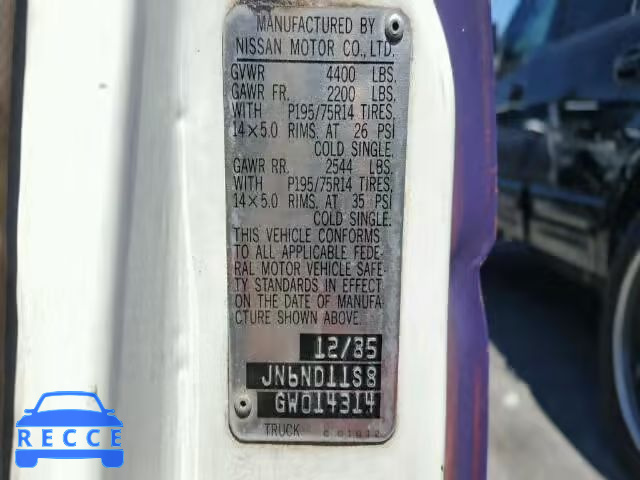 MANUFACTURED BY
NISSAN MOTOR CO., LTD.
GVWR 4400 LBS.
GAWR FR. 2200 LBS.
WITH P195/75R14 TIRES,
14×5.0 RIMS, AT 26 PSI
COLD SINGLE.
GAWR RR. 2544 LBS.
WITH P195/75R14 TIRES,
14×5.0 RIMS, AT 35 PSI
COLD SINGLE.
THIS VEHICLE CONFORMS
TO ALL APPLICABLE FEDE-
RAL MOTOR VEHICLE SAFE-
TY STANDARDS IN EFFECT
ON THE DATE OF MANUFA-
CTURE SHOWN ABOVE.
12/85
JN6ND11S8
GW014314
TRUCK
RECCE